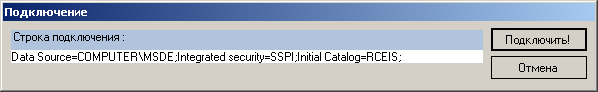 Подключение
Строка подключения :
Data Source=COMPUTER\MSDE;Integrated security=SSPI;Initial Catalog=RCEIS;
Подключить!
Отмена